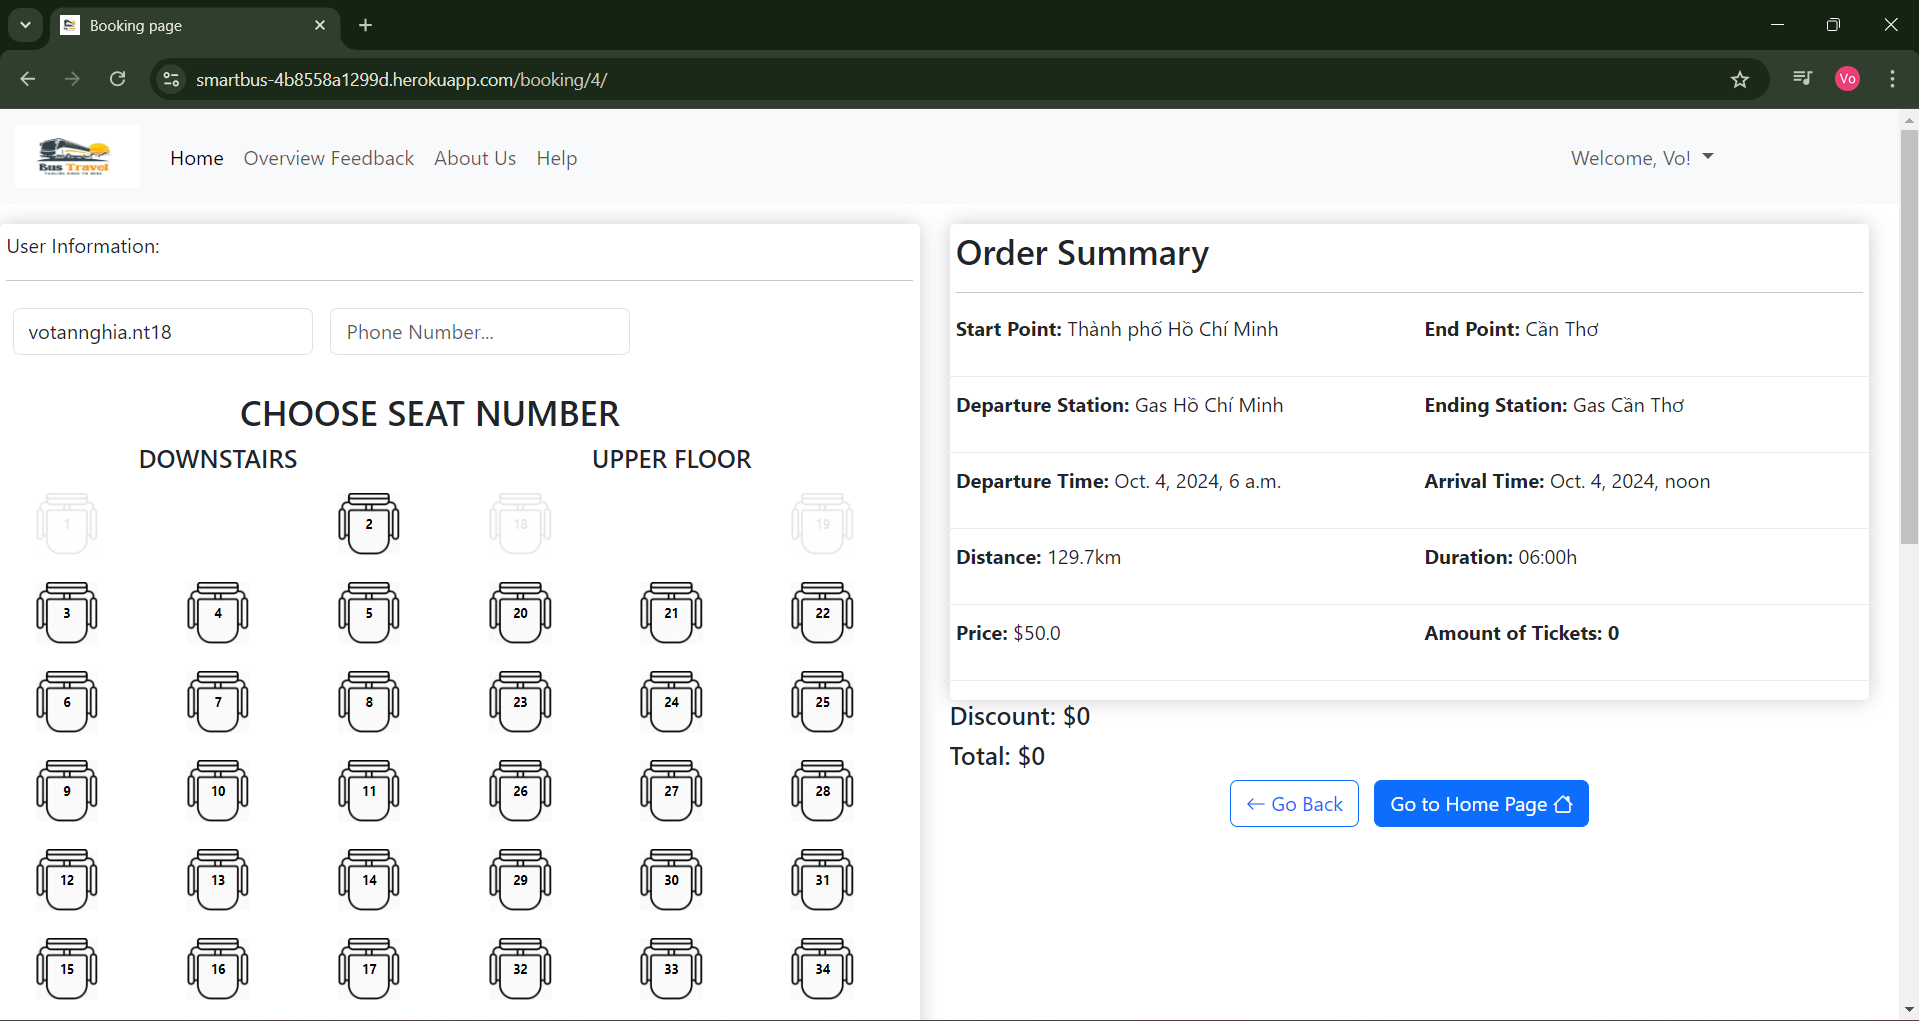 Booking page
smartbus-4b8558a1299d.herokuapp.com/booking/4/
Vo
Bus Travel
Home Overview Feedback About Us Help
Welcome, Vo!
User Information:
votannghia.nt18 Phone Number...
CHOOSE SEAT NUMBER
DOWNSTAIRS UPPER FLOOR
1 2 18 19
3 4 5 20 21 22
6 7 8 23 24 25
9 10 11 26 27 28
12 13 14 29 30 31
15 16 17 32 33 34
Order Summary
Start Point: Thành phố Hồ Chí Minh End Point: Cần Thơ
Departure Station: Gas Hồ Chí Minh Ending Station: Gas Cần Thơ
Departure Time: Oct. 4, 2024, 6 a.m. Arrival Time: Oct. 4, 2024, noon
Distance: 129.7km Duration: 06:00h
Price: $50.0 Amount of Tickets: 0
Discount: $0
Total: $0
← Go Back Go to Home Page